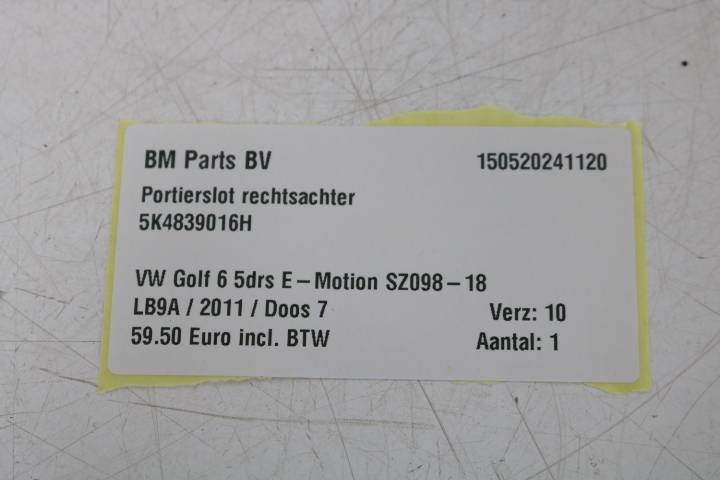 BM Parts BV 150520241120
Portierslot rechtsachter
5K4839016H
VW Golf 6 5drs E-Motion SZ098-18
LB9A / 2011 / Doos 7 Verz: 10
59.50 Euro incl. BTW Aantal: 1